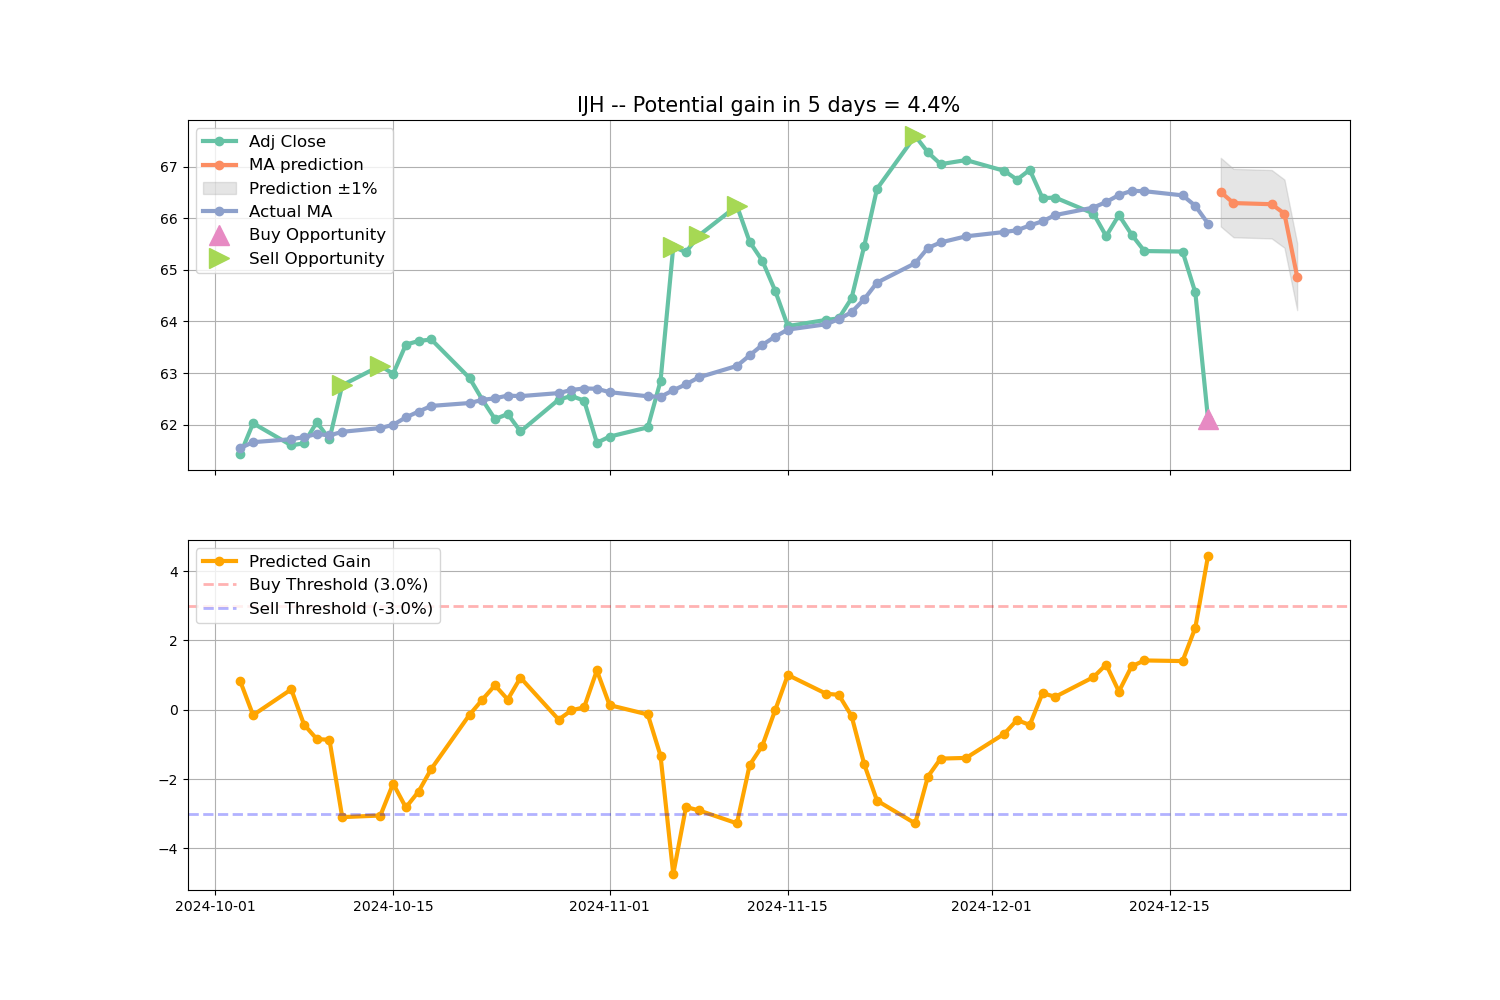 IJH -- Potential gain in 5 days = 4.4%
Adj Close
MA prediction
Prediction ±1%
Actual MA
Buy Opportunity
Sell Opportunity
67
66
65
64
63
62
Predicted Gain
Buy Threshold (3.0%)
Sell Threshold (-3.0%)
4
2
0
−2
−4
2024-10-01 2024-10-15 2024-11-01 2024-11-15 2024-12-01 2024-12-15